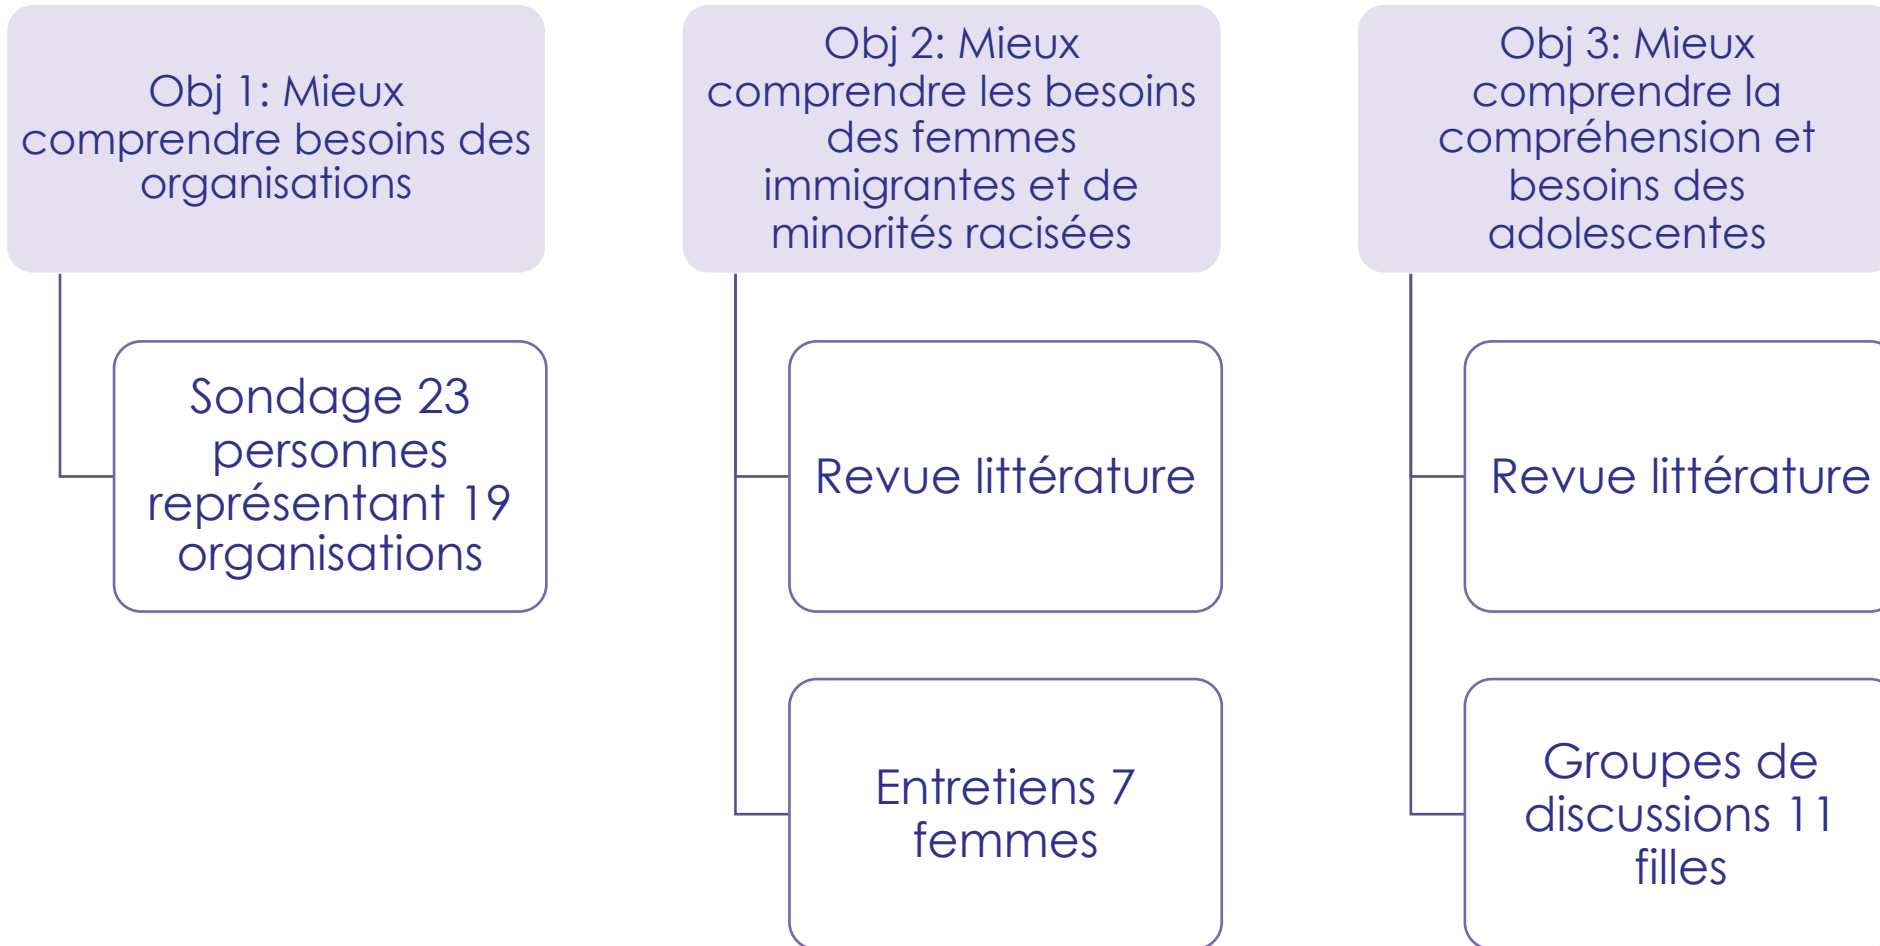 Obj 1: Mieux
comprendre besoins des
organisations
Sondage 23
personnes
représentant 19
organisations
Obj 2: Mieux
comprendre les besoins
des femmes
immigrantes et de
minorités racisées
Revue littérature
Entretiens 7
femmes
Obj 3: Mieux
comprendre la
compréhension et
besoins des
adolescentes
Revue littérature
Groupes de
discussions 11
filles